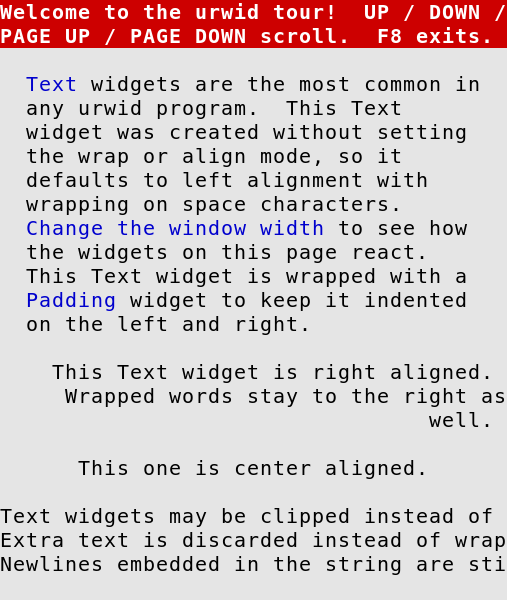 Welcome to the urwid tour!  UP / DOWN /
PAGE UP / PAGE DOWN scroll.  F8 exits.
Text widgets are the most common in
any urwid program.  This Text
widget was created without setting
the wrap or align mode, so it
defaults to left alignment with
wrapping on space characters.
Change the window width to see how
the widgets on this page react.
This Text widget is wrapped with a
Padding widget to keep it indented
on the left and right.
This Text widget is right aligned.
Wrapped words stay to the right as
well.
This one is center aligned.
Text widgets may be clipped instead of
Extra text is discarded instead of wrap
Newlines embedded in the string are sti